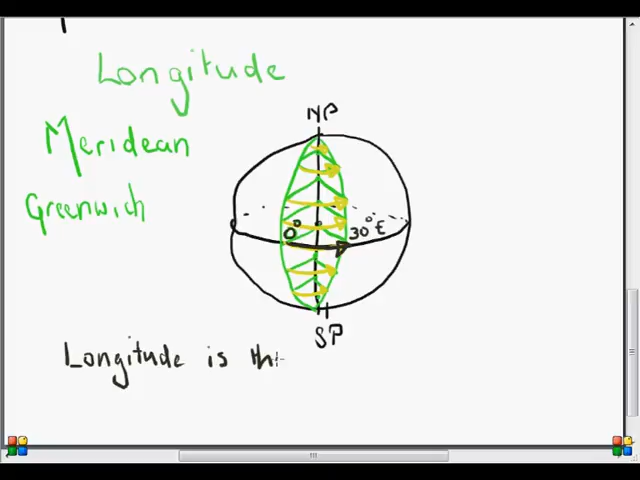 Longitude
NP
Meridean
Greenwich
0° 30°E
SP
Longitude is th